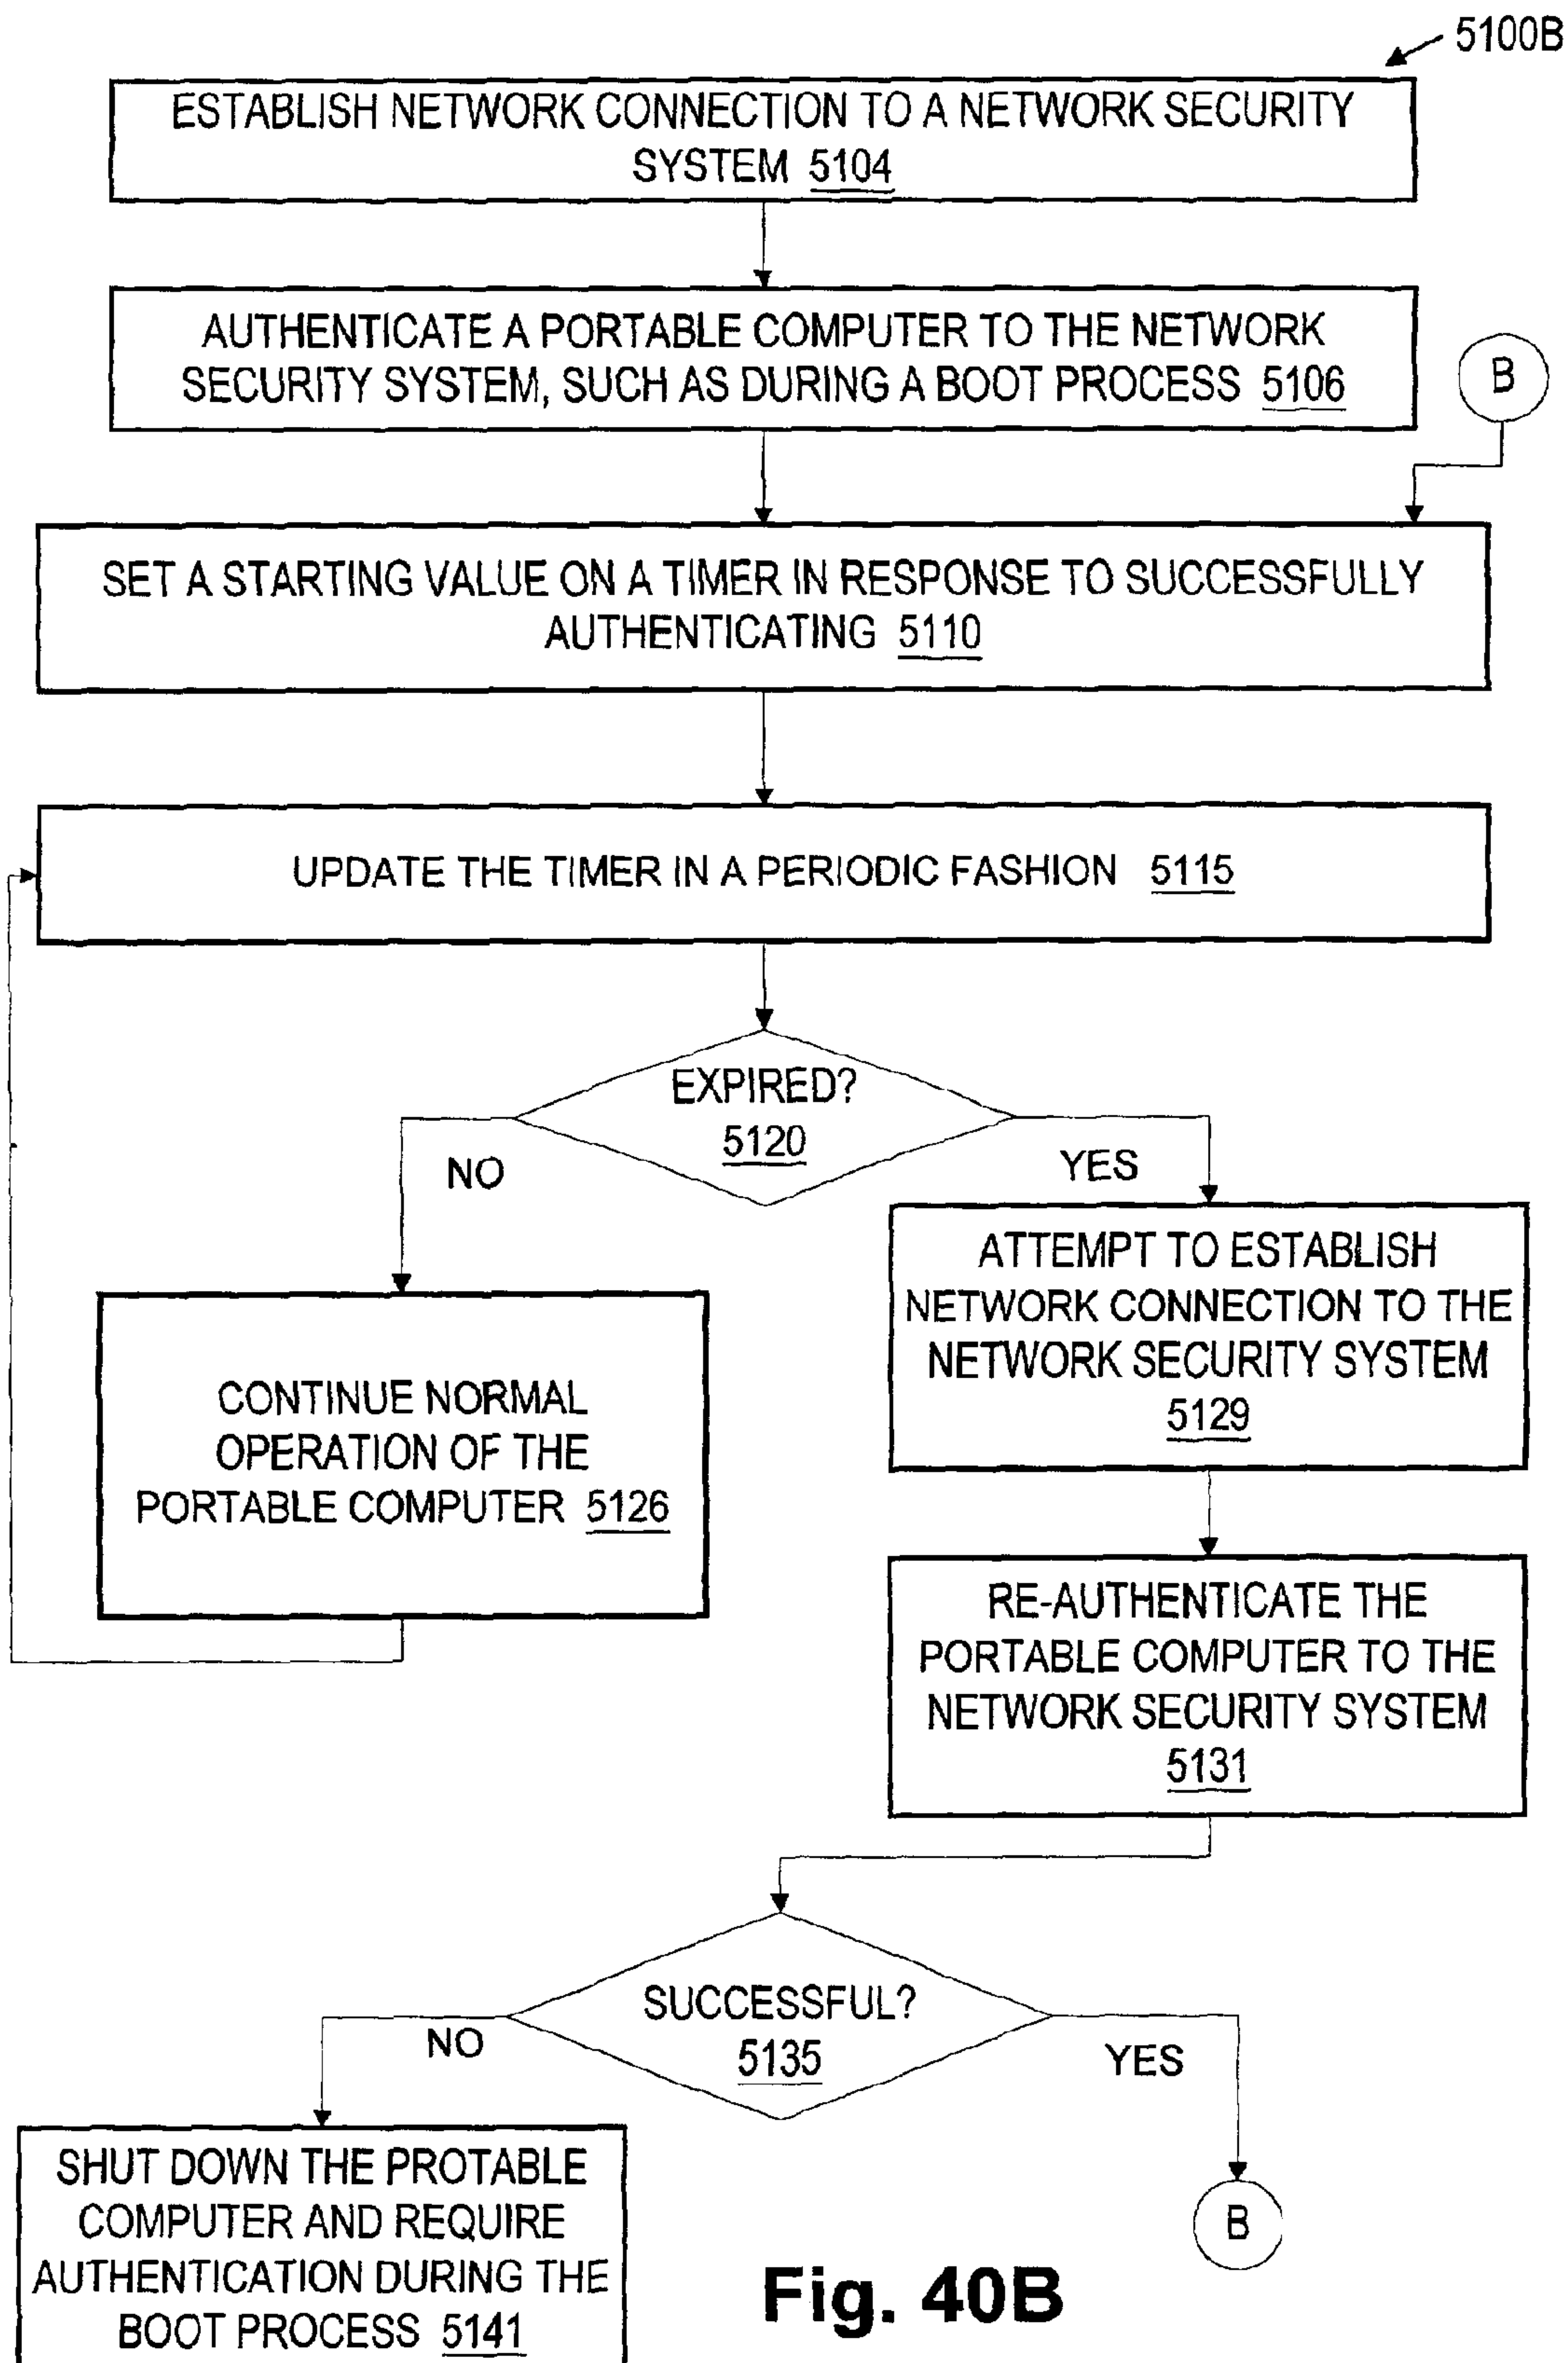 5100B
ESTABLISH NETWORK CONNECTION TO A NETWORK SECURITY
SYSTEM 5104
AUTHENTICATE A PORTABLE COMPUTER TO THE NETWORK
SECURITY SYSTEM, SUCH AS DURING A BOOT PROCESS 5106
B
SET A STARTING VALUE ON A TIMER IN RESPONSE TO SUCCESSFULLY
AUTHENTICATING 5110
UPDATE THE TIMER IN A PERIODIC FASHION 5115
EXPIRED?
5120
NO
YES
ATTEMPT TO ESTABLISH
NETWORK CONNECTION TO THE
NETWORK SECURITY SYSTEM
5129
CONTINUE NORMAL
OPERATION OF THE
PORTABLE COMPUTER 5126
RE-AUTHENTICATE THE
PORTABLE COMPUTER TO THE
NETWORK SECURITY SYSTEM
5131
SUCCESSFUL?
5135
NO
YES
SHUT DOWN THE PROTABLE
COMPUTER AND REQUIRE
AUTHENTICATION DURING THE
BOOT PROCESS 5141
B
Fig. 40B